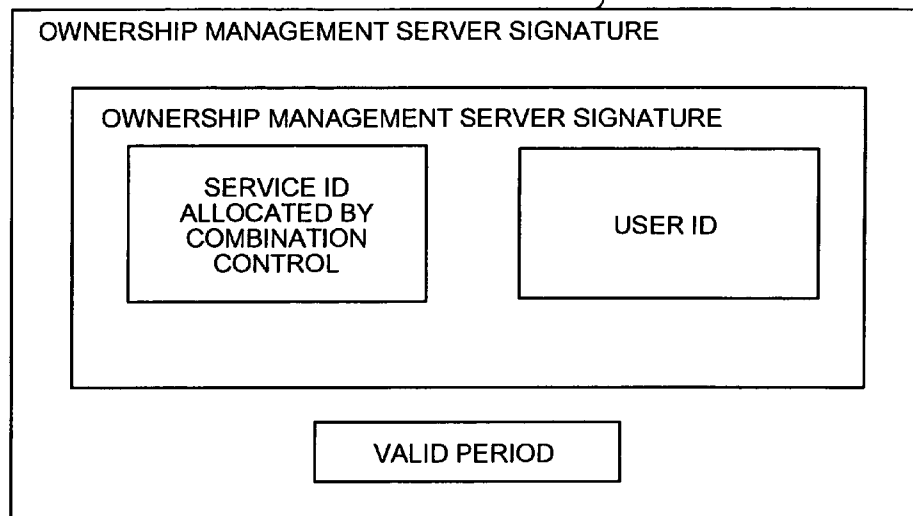 OWNERSHIP MANAGEMENT SERVER SIGNATURE
OWNERSHIP MANAGEMENT SERVER SIGNATURE
SERVICE ID
ALLOCATED BY
COMBINATION
CONTROL
USER ID
VALID PERIOD